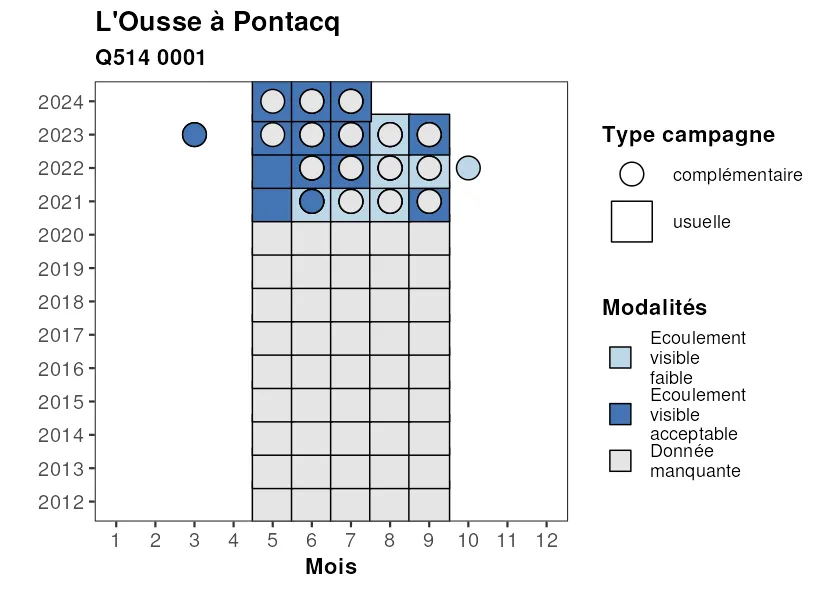 L'Ousse à Pontacq
Q514 0001
2024
2023
2022
2021
2020
2019
2018
2017
2016
2015
2014
2013
2012
1 2 3 4 5 6 7 8 9 10 11 12
Mois
Type campagne
complémentaire
usuelle
Modalités
Ecoulement
visible
faible
Ecoulement
visible
acceptable
Donnée
manquante